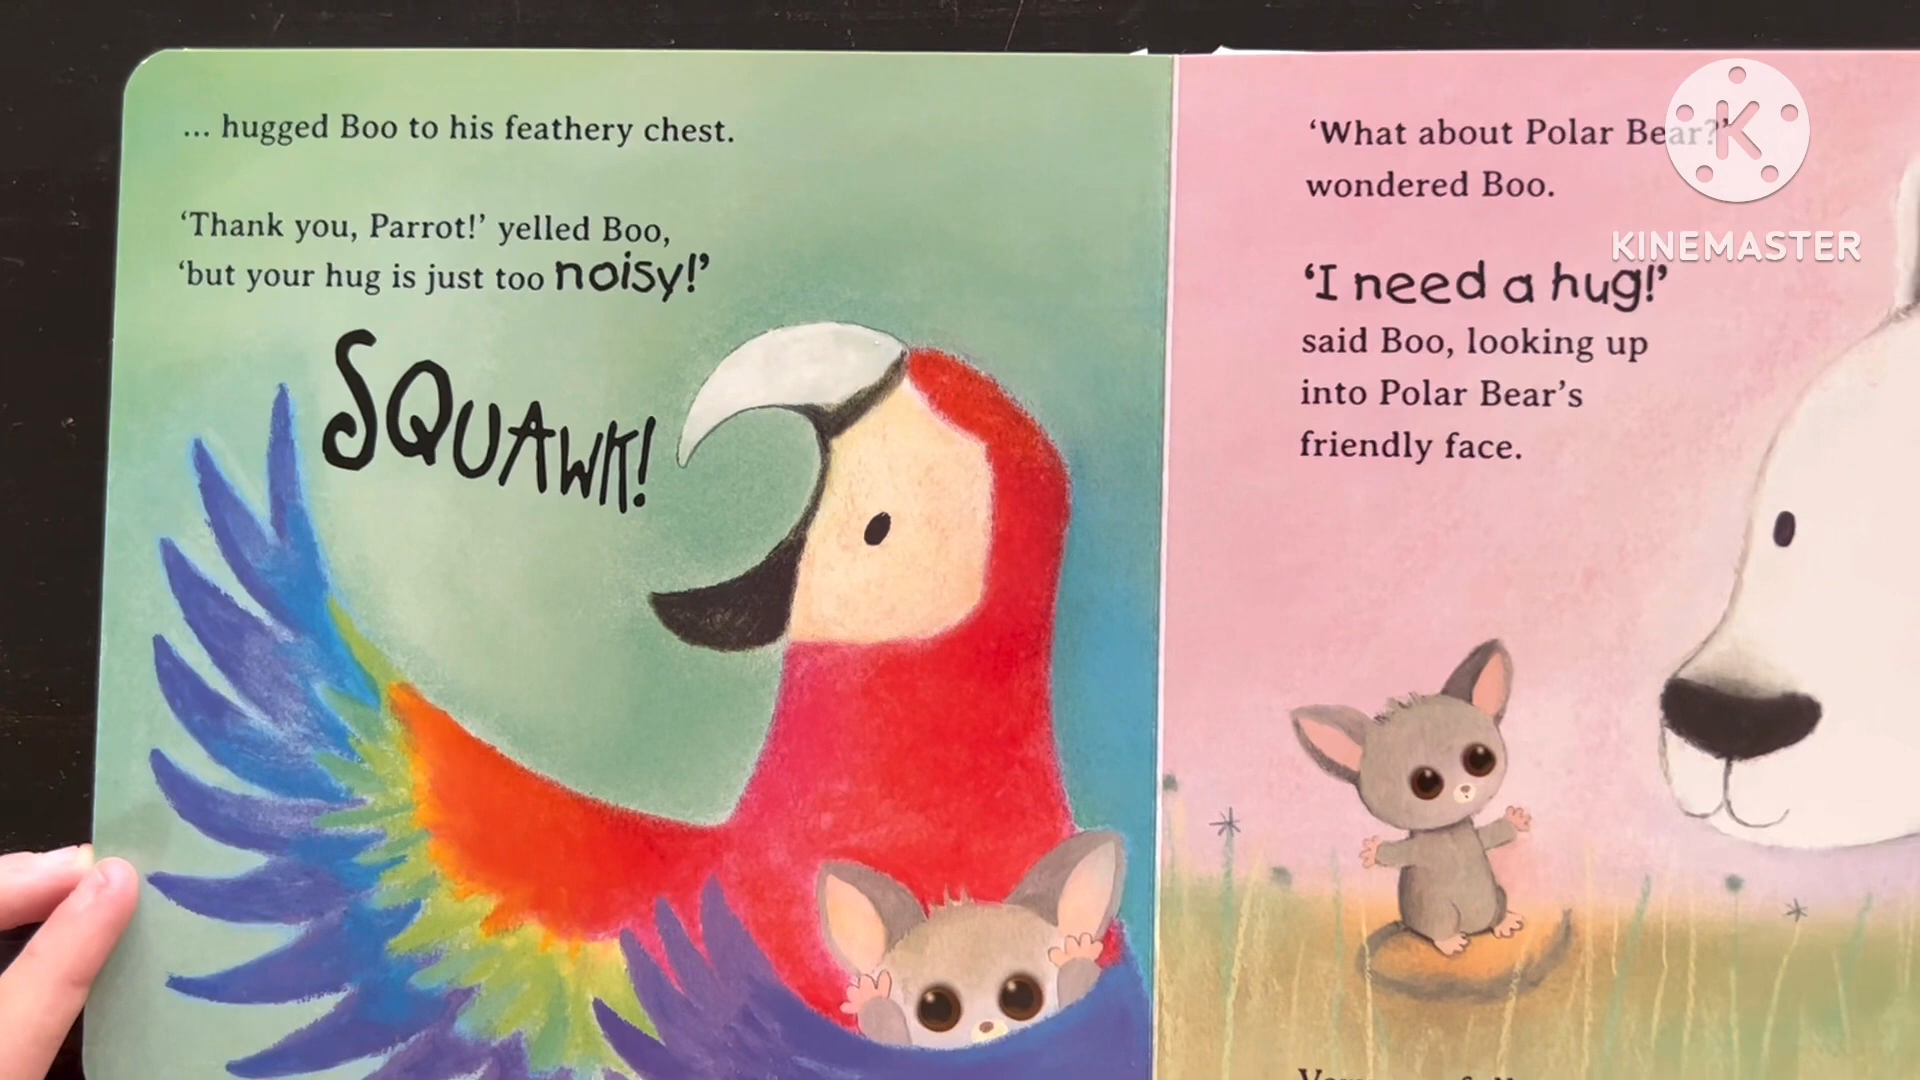 ... hugged Boo to his feathery chest.
‘Thank you, Parrot!’ yelled Boo,
‘but your hug is just too noisy!’
SQUAWK!
‘What about Polar Bear?’
wondered Boo.
‘I need a hug!’
said Boo, looking up
into Polar Bear’s
friendly face.
K
KINEMASTER